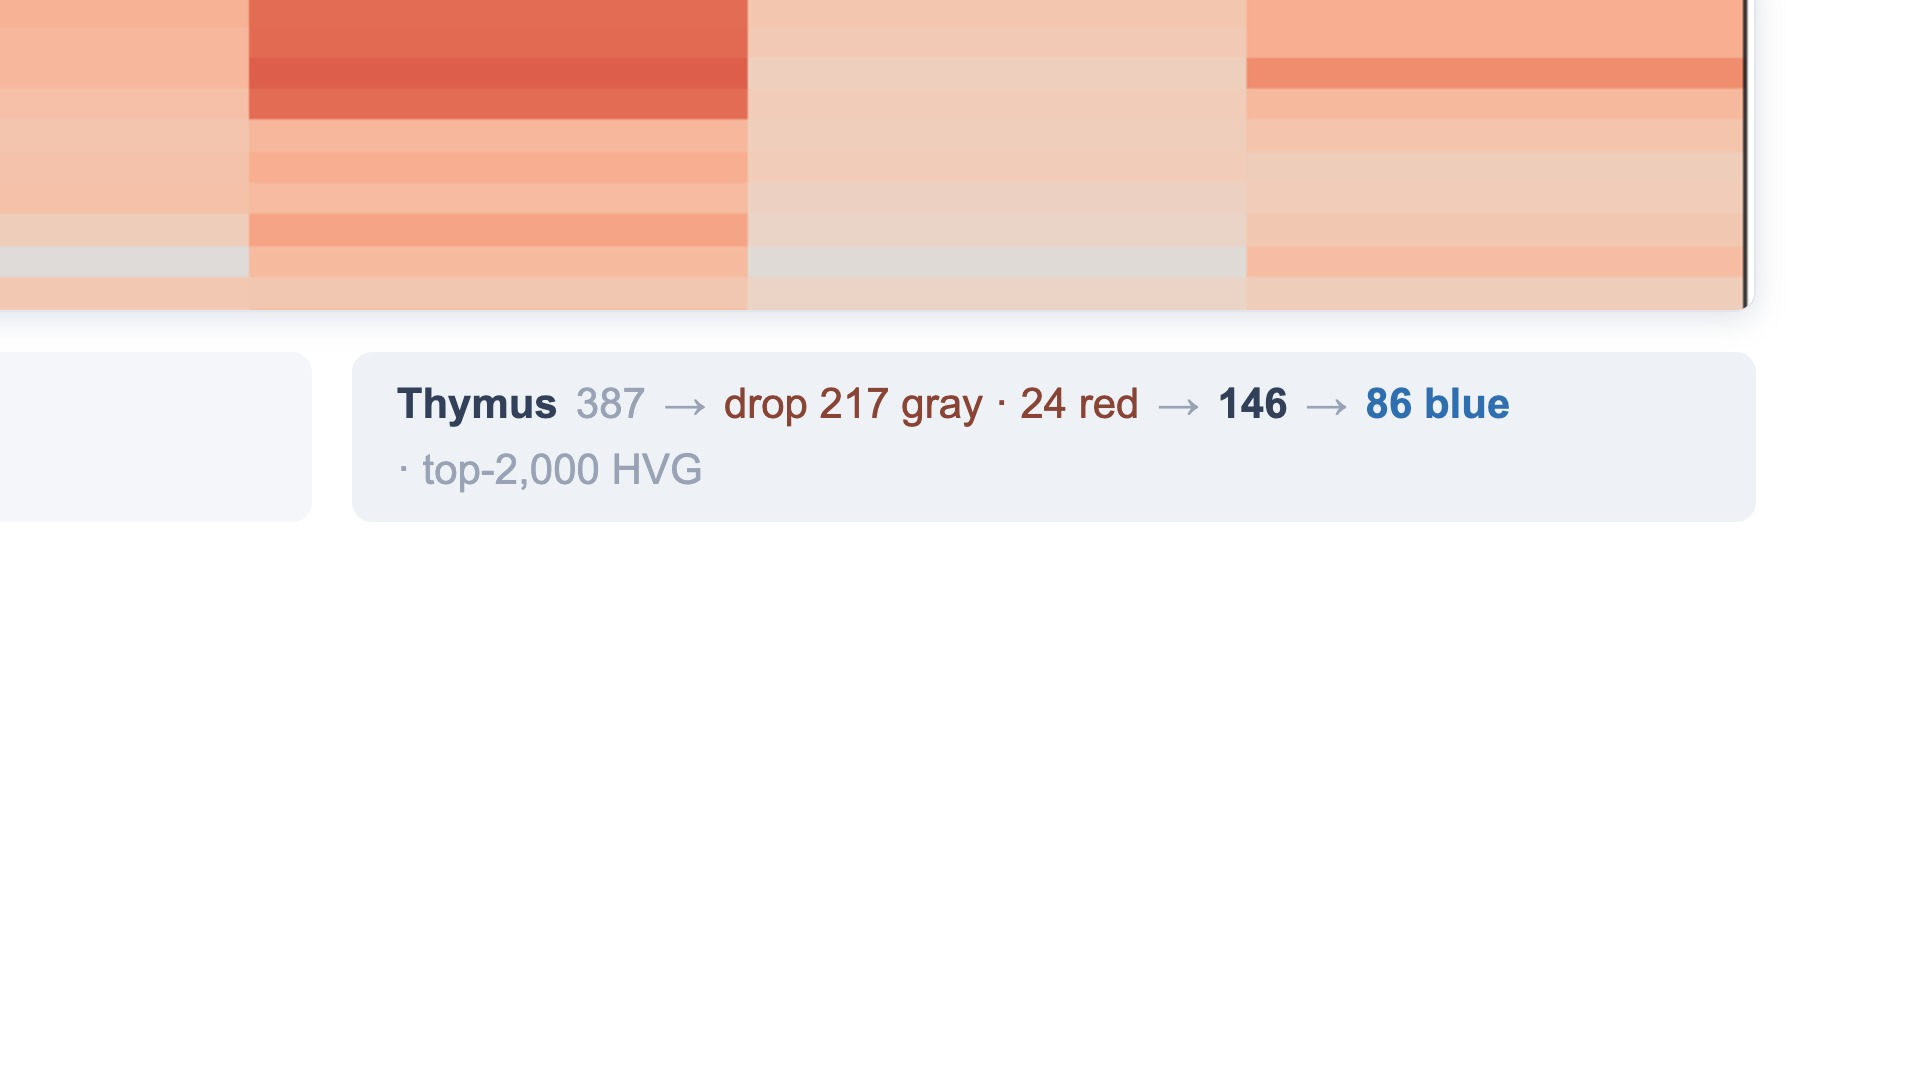 Thymus 387 → drop 217 gray · 24 red → 146 → 86 blue
· top-2,000 HVG